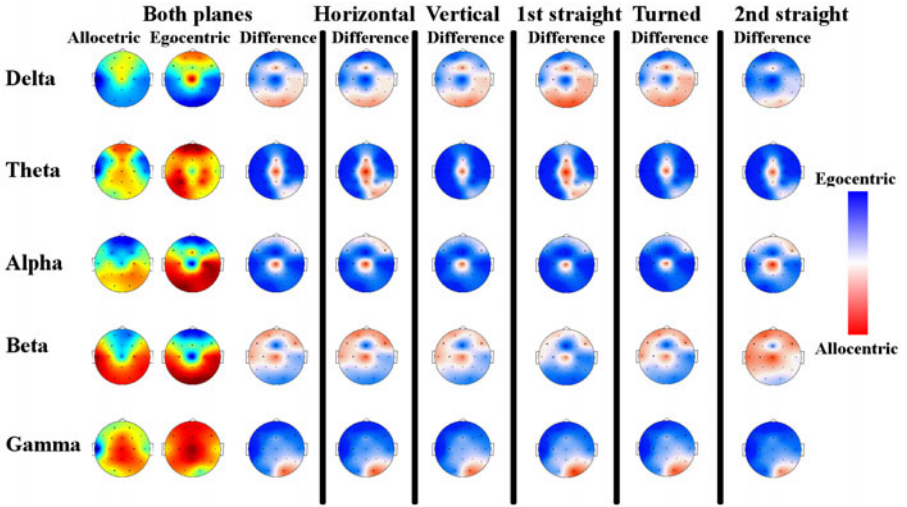 Both planes Horizontal Vertical 1st straight Turned 2nd straight
Allocetric Egocentric Difference Difference Difference Difference Difference Difference
Delta
Theta
Egocentric
Alpha
Beta
Allocentric
Gamma